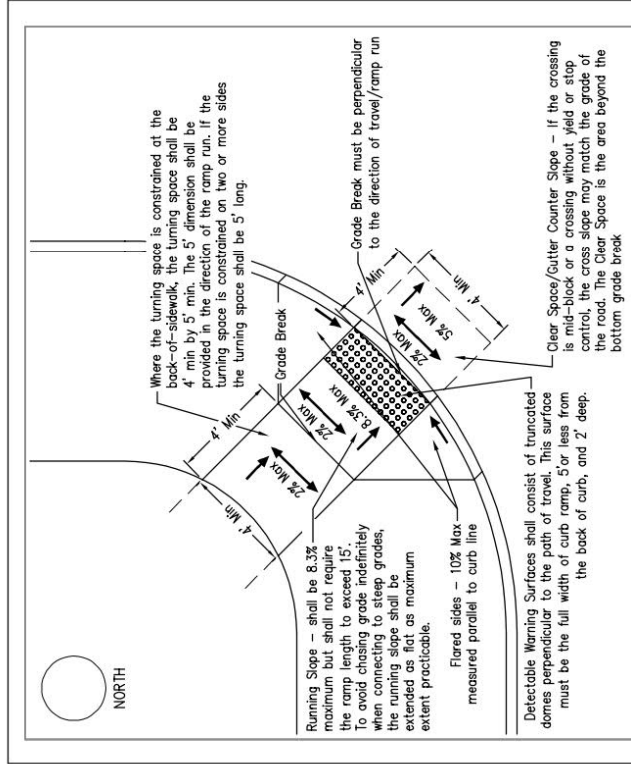 NORTH
Where the turning space is constrained at the
back-of-sidewalk, the turning space shall be
4' min by 5' min. The 5' dimension shall be
provided in the direction of the ramp run. If the
turning space is constrained on two or more sides
the turning space shall be 5' long.
Grade Break
4' Min
4' Min
2% Max
2% Max
2% Max
8.3% Max
Grade Break must be perpendicular
to the direction of travel/ramp run
4' Min
4' Min
2% Max
5% Max
Running Slope – shall be 8.3%
maximum but shall not require
the ramp length to exceed 15'.
To avoid chasing grade indefinitely
when connecting to steep grades,
the running slope shall be
extended as flat as maximum
extent practicable.
Flared sides – 10% Max
measured parallel to curb line
Detectable Warning Surfaces shall consist of truncated
domes perpendicular to the path of travel. This surface
must be the full width of curb ramp, 5'or less from
the back of curb, and 2' deep.
Clear Space/Gutter Counter Slope – If the crossing
is mid-block or a crossing without yield or stop
control, the cross slope may match the grade of
the road. The Clear Space is the area beyond the
bottom grade break